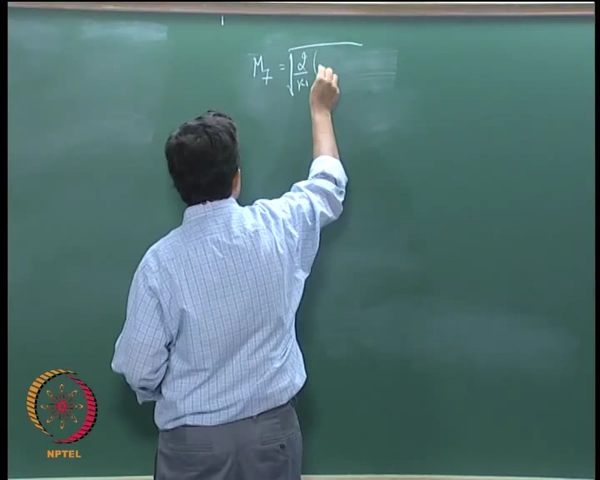 M₇ = √ 2/γ-1 (
NPTEL